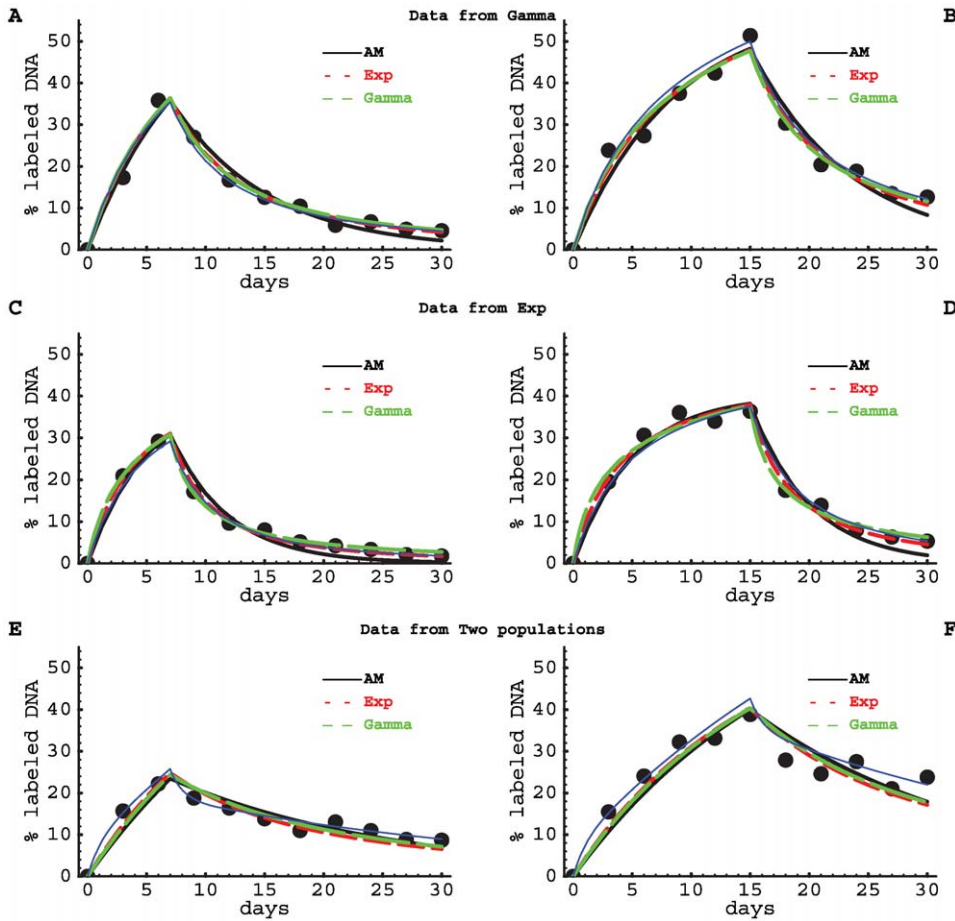 A Data from Gamma B
% labeled DNA
50
40
30
20
10
0
0 5 10 15 20 25 30
days
AM
Exp
Gamma
% labeled DNA
50
40
30
20
10
0
0 5 10 15 20 25 30
days
AM
Exp
Gamma
C Data from Exp D
% labeled DNA
50
40
30
20
10
0
0 5 10 15 20 25 30
days
AM
Exp
Gamma
% labeled DNA
50
40
30
20
10
0
0 5 10 15 20 25 30
days
AM
Exp
Gamma
E Data from Two populations F
% labeled DNA
50
40
30
20
10
0
0 5 10 15 20 25 30
days
AM
Exp
Gamma
% labeled DNA
50
40
30
20
10
0
0 5 10 15 20 25 30
days
AM
Exp
Gamma